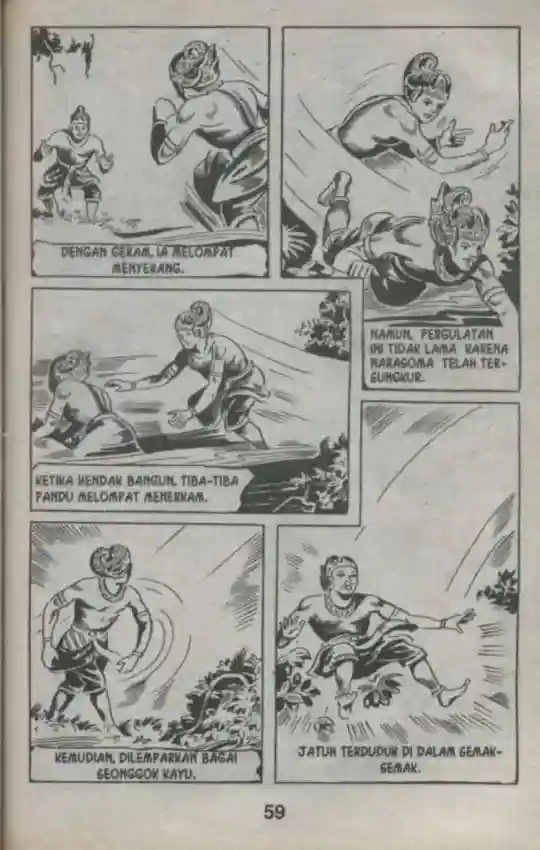 DENGAN GERAM, IA MELOMPAT
MENYERANG.
NAMUN, PERGULATAN
INI TIDAK LAMA KARENA
NARASOMA TELAH TER-
SUNGKUR.
KETIKA HENDAK BANGUN, TIBA-TIBA
PANDU MELOMPAT MENERKAM.
KEMUDIAN, DILEMPARKAN BAGAI
SEONGGOK KAYU.
JATUH TERDUDUK DI DALAM SEMAK-
SEMAK.
59